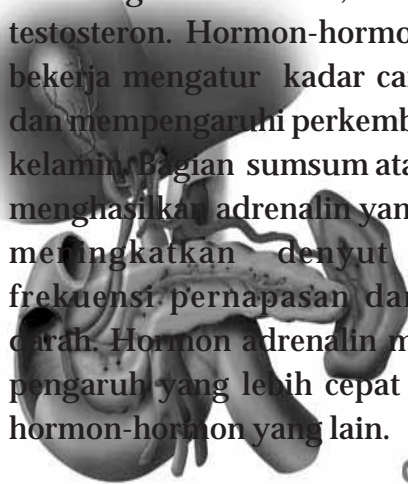 testosteron. Hormon-hormo
bekerja mengatur kadar ca
dan mempengaruhi perkemb
kelamin. Bagian sumsum ata
menghasilkan adrenalin yan
meningkatkan denyut
frekuensi pernapasan dan
darah. Hormon adrenalin m
pengaruh yang lebih cepat
hormon-hormon yang lain.